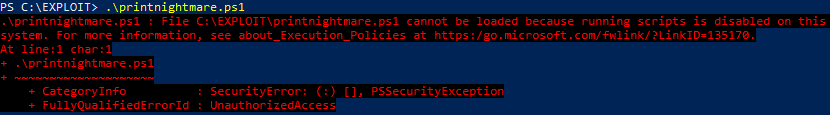 PS C:\EXPLOIT> .\printnightmare.ps1
.\printnightmare.ps1 : File C:\EXPLOIT\printnightmare.ps1 cannot be loaded because running scripts is disabled on this
system. For more information, see about_Execution_Policies at https:/go.microsoft.com/fwlink/?LinkID=135170.
At line:1 char:1
+ .\printnightmare.ps1
+ ~~~~~~~~~~~~~~~~~~~~
    + CategoryInfo          : SecurityError: (:) [], PSSecurityException
    + FullyQualifiedErrorId : UnauthorizedAccess